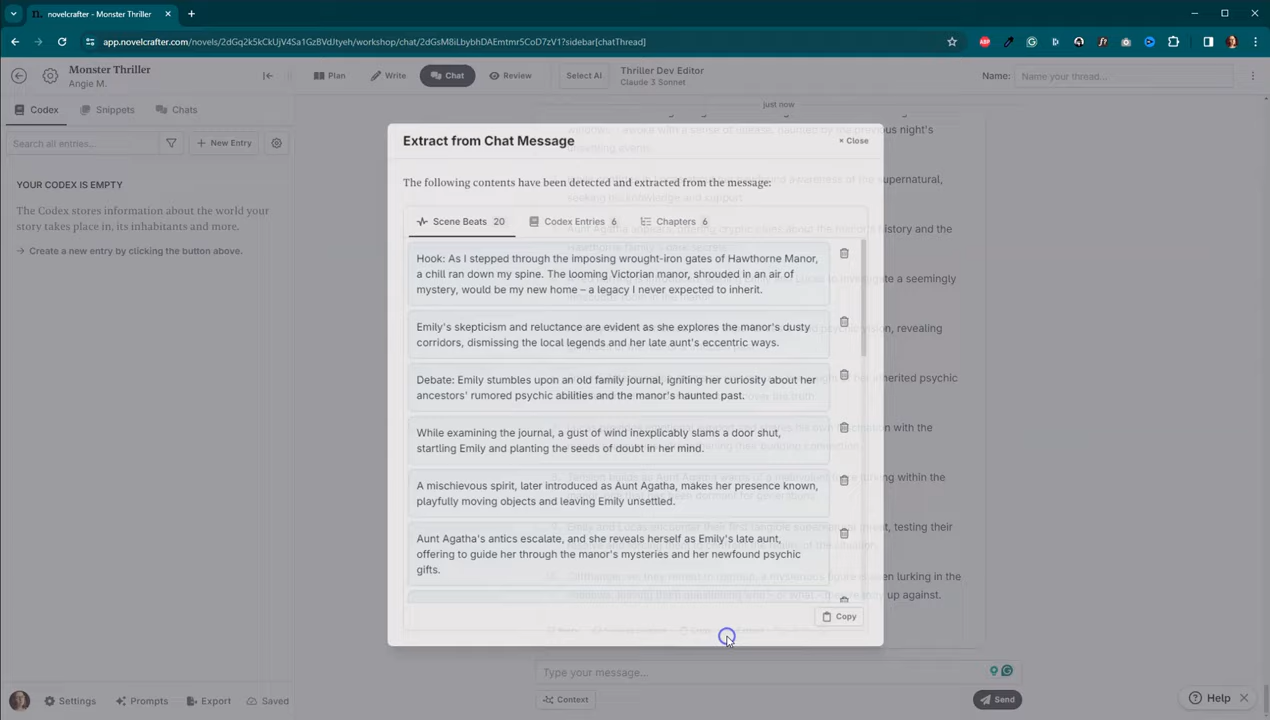 novelcrafter - Monster Thriller
app.novelcrafter.com/novels/2dGq2k5kCkUjV4Sa1GzBVdJtyeh/workshop/chat/2dGsM8iLbybhDAEmtmr5CoD7zV1?sidebar[chatThread]
Monster Thriller
Angie M.
Plan
Write
Chat
Review
Select AI
Thriller Dev Editor
Claude 3 Sonnet
Name:
Name your thread...
Codex
Snippets
Chats
Search all entries...
+ New Entry
YOUR CODEX IS EMPTY
The Codex stores information about the world your
story takes place in, its inhabitants and more.
→ Create a new entry by clicking the button above.
just now
Extract from Chat Message
× Close
The following contents have been detected and extracted from the message:
Scene Beats 20
Codex Entries 6
Chapters 6
Hook: As I stepped through the imposing wrought-iron gates of Hawthorne Manor,
a chill ran down my spine. The looming Victorian manor, shrouded in an air of
mystery, would be my new home – a legacy I never expected to inherit.
Emily's skepticism and reluctance are evident as she explores the manor's dusty
corridors, dismissing the local legends and her late aunt's eccentric ways.
Debate: Emily stumbles upon an old family journal, igniting her curiosity about her
ancestors' rumored psychic abilities and the manor's haunted past.
While examining the journal, a gust of wind inexplicably slams a door shut,
startling Emily and planting the seeds of doubt in her mind.
A mischievous spirit, later introduced as Aunt Agatha, makes her presence known,
playfully moving objects and leaving Emily unsettled.
Aunt Agatha's antics escalate, and she reveals herself as Emily's late aunt,
offering to guide her through the manor's mysteries and her newfound psychic
gifts.
Copy
Type your message...
Context
Send
Settings
Prompts
Export
Saved
Help